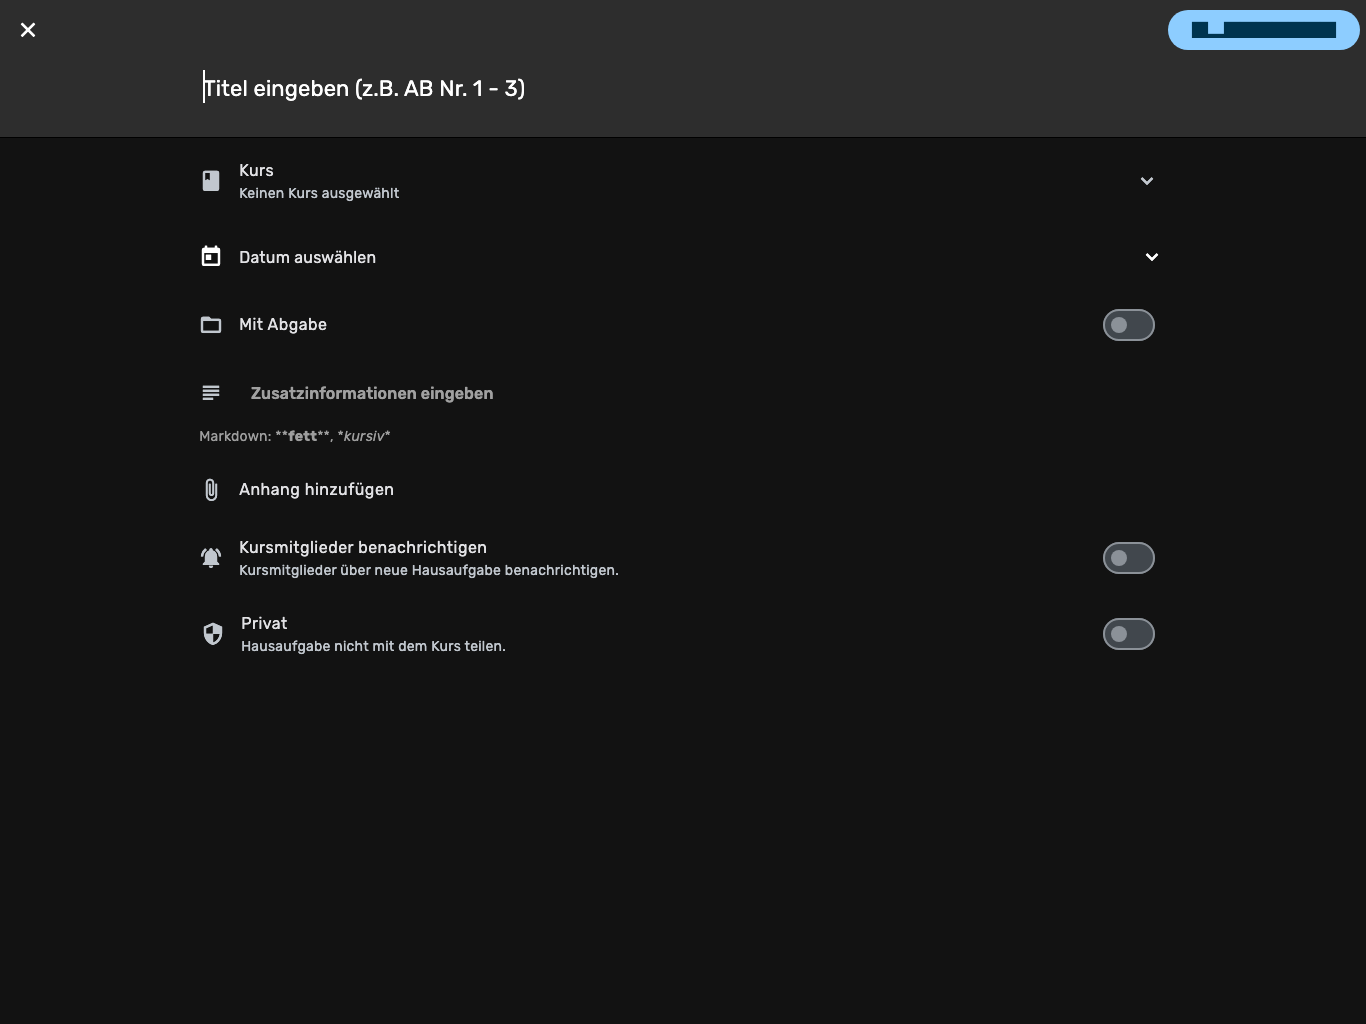 Titel eingeben (z.B. AB Nr. 1 - 3)
Kurs
Keinen Kurs ausgewählt
Datum auswählen
Mit Abgabe
Zusatzinformationen eingeben
Markdown: **fett**, *kursiv*
Anhang hinzufügen
Kursmitglieder benachrichtigen
Kursmitglieder über neue Hausaufgabe benachrichtigen.
Privat
Hausaufgabe nicht mit dem Kurs teilen.